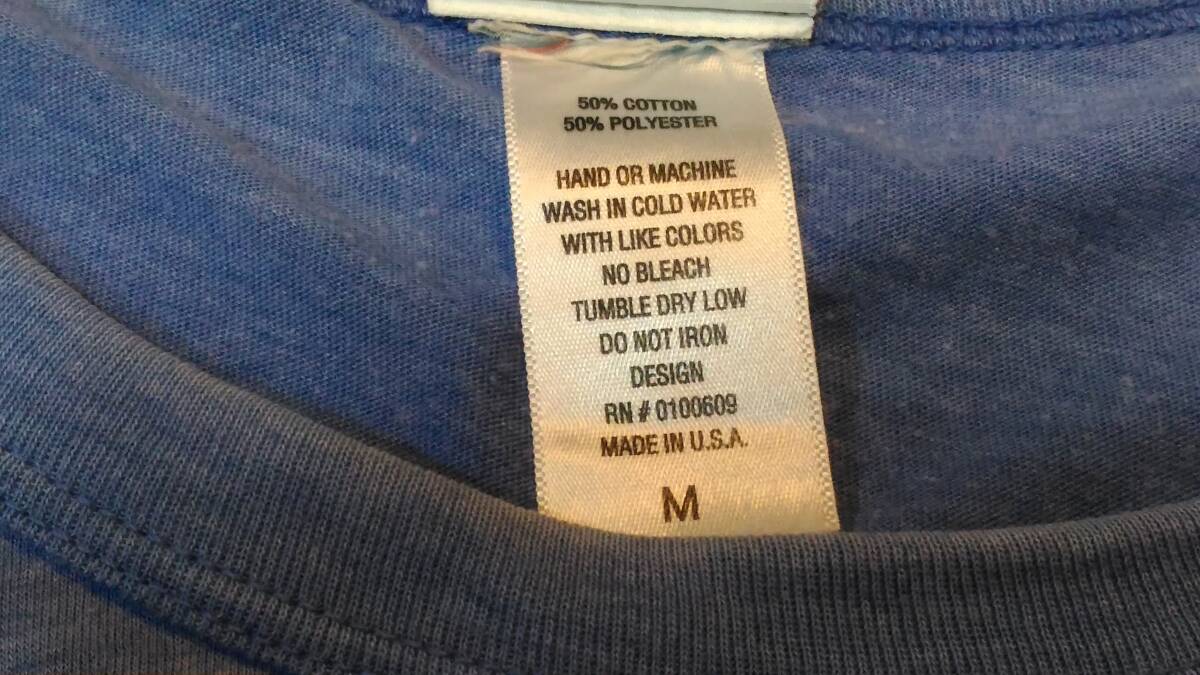 50% COTTON
50% POLYESTER
HAND OR MACHINE
WASH IN COLD WATER
WITH LIKE COLORS
NO BLEACH
TUMBLE DRY LOW
DO NOT IRON
DESIGN
RN # 0100609
MADE IN U.S.A.
M